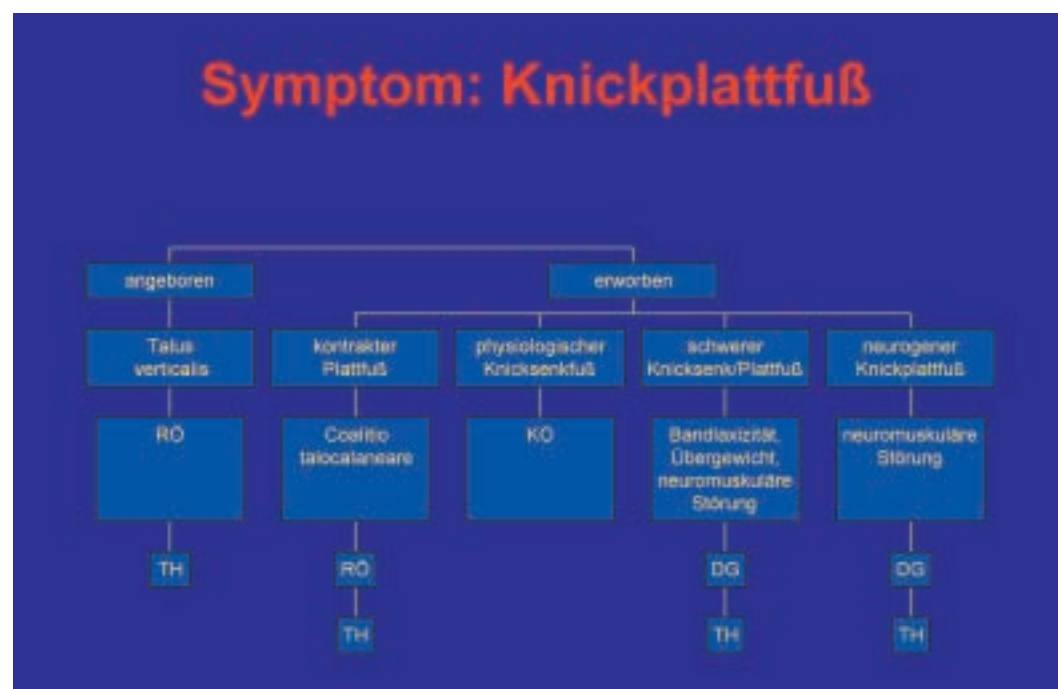 Symptom: Knickplattfuß
angeboren
erworben
Talus
verticalis
kontrakter
Plattfuß
physiologischer
Knicksenkfuß
schwerer
Knicksenk/Plattfuß
neurogener
Knickplattfuß
RÖ
Coalitio
talocalaneare
KO
Bandlaxizität,
Übergewicht,
neuromuskuläre
Störung
neuromuskuläre
Störung
TH
RÖ
DG
DG
TH
TH
TH